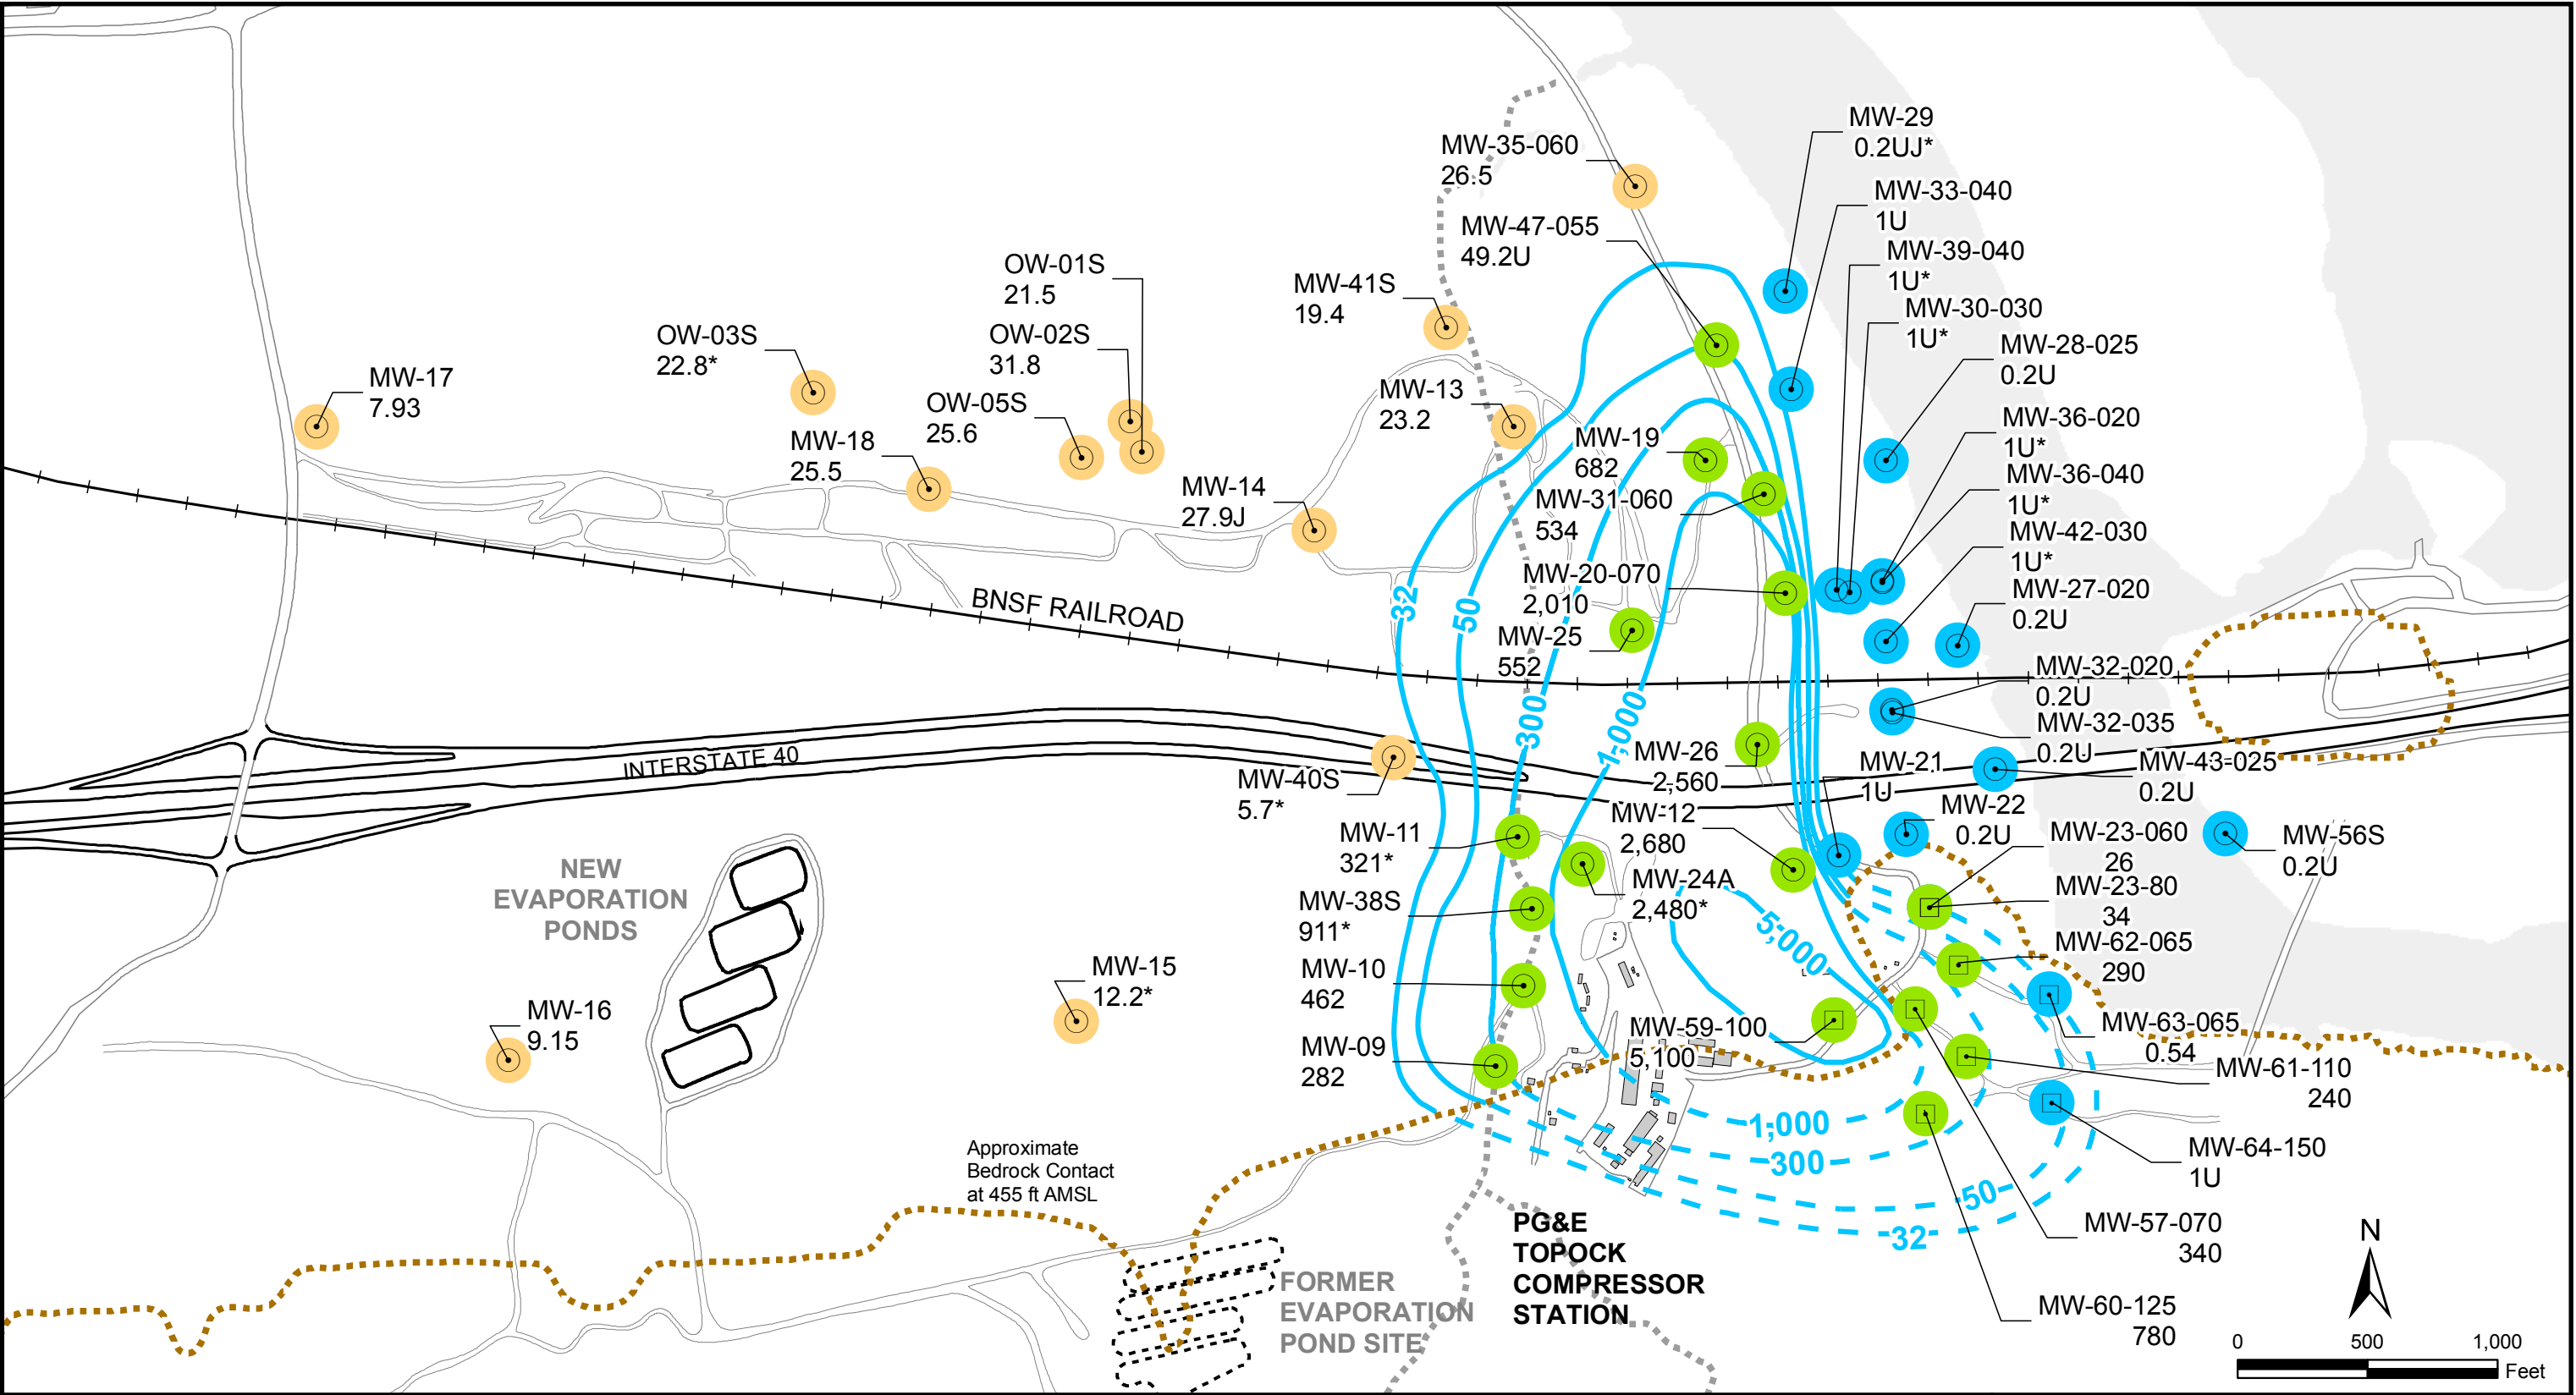 MW-29
0.2UJ*
MW-35-060
26.5
MW-33-040
1U
MW-47-055
49.2U
MW-39-040
1U*
OW-01S
21.5
MW-41S
19.4
MW-30-030
1U*
OW-03S
22.8*
OW-02S
31.8
MW-28-025
0.2U
MW-17
7.93
OW-05S
25.6
MW-13
23.2
MW-36-020
1U*
MW-18
25.5
MW-19
682
MW-36-040
1U*
MW-14
27.9J
MW-31-060
534
MW-42-030
1U*
MW-20-070
2,010
MW-27-020
0.2U
BNSF RAILROAD
32
50
MW-25
552
MW-32-020
0.2U
300
1,000
MW-32-035
0.2U
INTERSTATE 40
MW-26
2,560
MW-21
1U
MW-43-025
0.2U
MW-40S
5.7*
MW-12
2,680
MW-22
0.2U
MW-11
321*
MW-23-060
26
MW-56S
0.2U
NEW
EVAPORATION
PONDS
MW-24A
2,480*
MW-23-80
34
MW-38S
911*
5,000
MW-62-065
290
MW-15
12.2*
MW-10
462
MW-16
9.15
MW-59-100
5,100
MW-63-065
0.54
MW-09
282
MW-61-110
240
1,000
300
Approximate
Bedrock Contact
at 455 ft AMSL
MW-64-150
1U
50
32
PG&E
TOPOCK
COMPRESSOR
STATION
MW-57-070
340
FORMER
EVAPORATION
POND SITE
MW-60-125
780
N
0 500 1,000
Feet